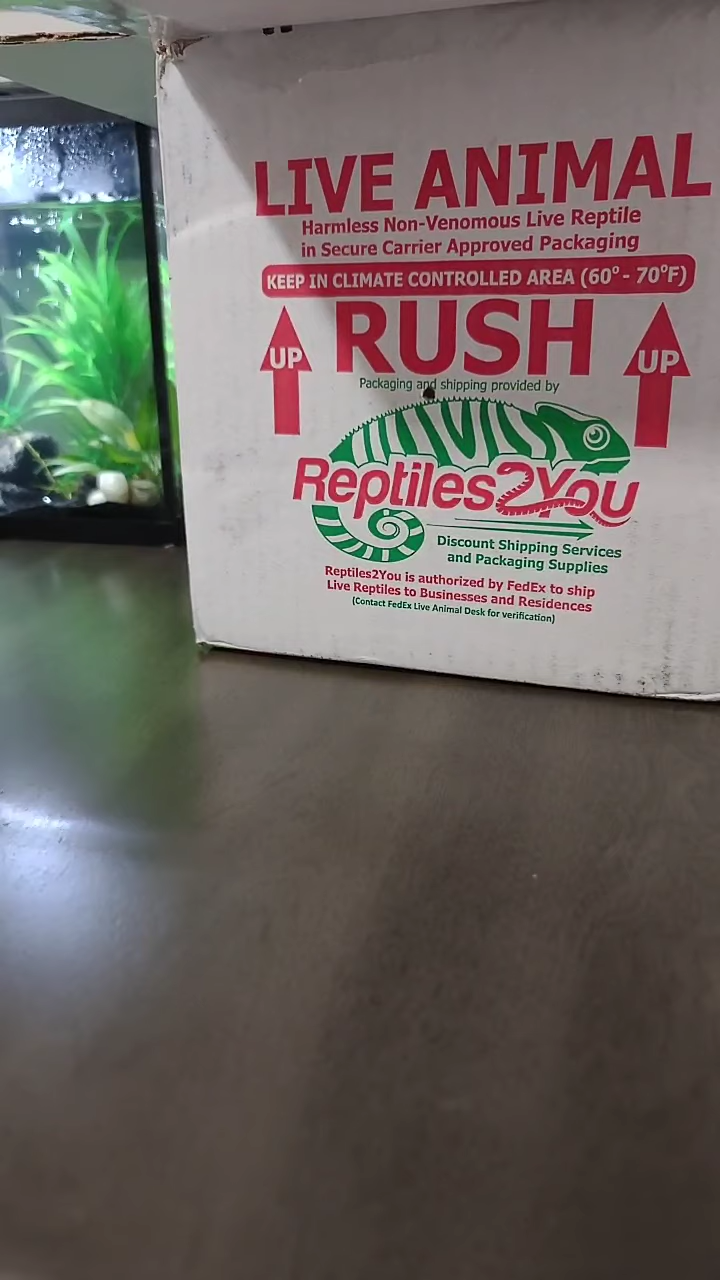 LIVE ANIMAL
Harmless Non-Venomous Live Reptile
in Secure Carrier Approved Packaging
KEEP IN CLIMATE CONTROLLED AREA (60° - 70°F)
UP RUSH UP
Packaging and shipping provided by
Reptiles2You
Discount Shipping Services
and Packaging Supplies
Reptiles2You is authorized by FedEx to ship
Live Reptiles to Businesses and Residences
(Contact FedEx Live Animal Desk for verification)